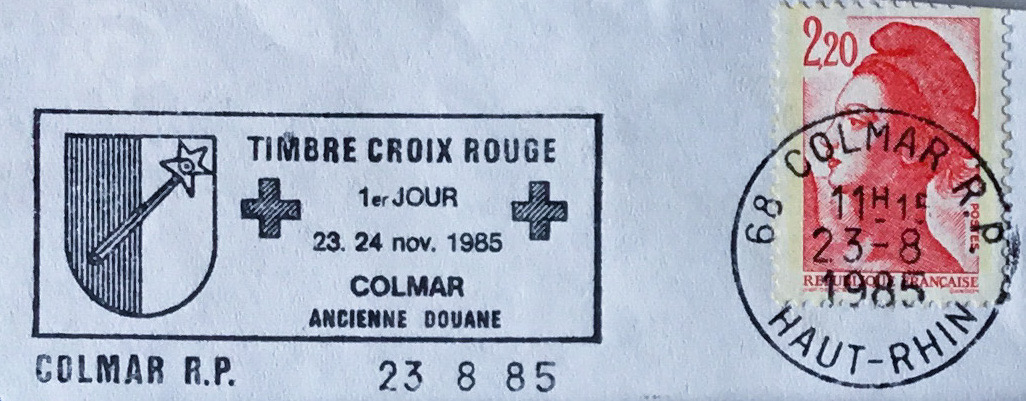 TIMBRE CROIX ROUGE
1er JOUR
23. 24 nov. 1985
COLMAR
ANCIENNE DOUANE
COLMAR R.P.
23 8 85
2,20
POSTES
REPUBLIQUE FRANÇAISE
68 COLMAR R. P.
11H15
23-8
1985
HAUT-RHIN